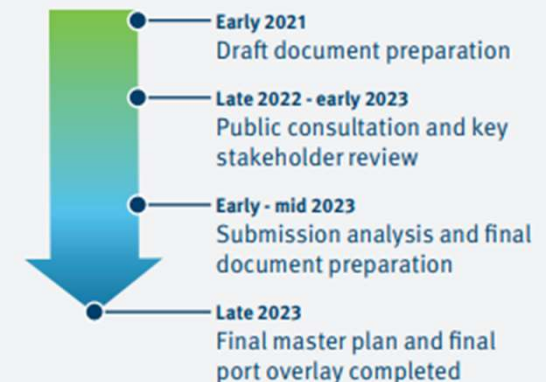 Early 2021
Draft document preparation
Late 2022 - early 2023
Public consultation and key
stakeholder review
Early - mid 2023
Submission analysis and final
document preparation
Late 2023
Final master plan and final
port overlay completed